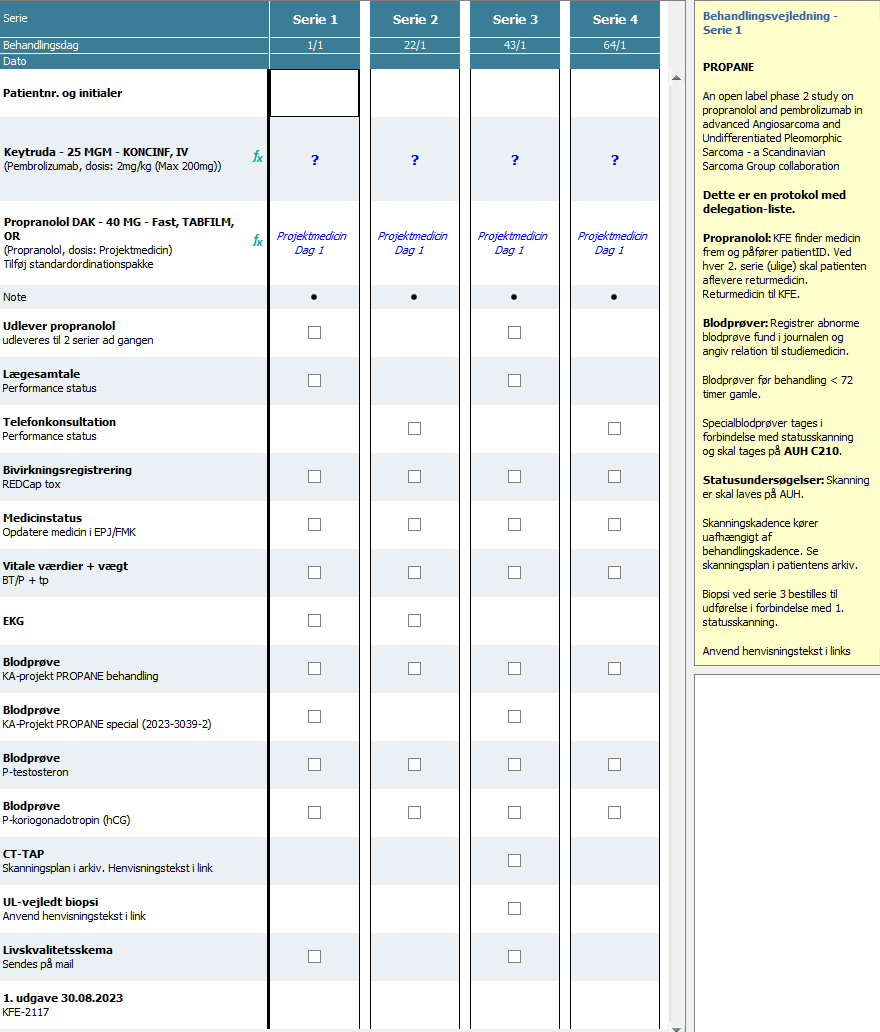 Serie Serie 1 Serie 2 Serie 3 Serie 4
Behandlingsdag 1/1 22/1 43/1 64/1
Dato
Patientnr. og initialer
Keytruda - 25 MGM - KONCINF, IV
(Pembrolizumab, dosis: 2mg/kg (Max 200mg))
fx ? ? ? ?
Propranolol DAK - 40 MG - Fast, TABFILM,
OR
(Propranolol, dosis: Projektmedicin)
Tilføj standardordinationspakke
fx Projektmedicin Projektmedicin Projektmedicin Projektmedicin
Dag 1 Dag 1 Dag 1 Dag 1
Note • • • •
Udlever propranolol
udleveres til 2 serier ad gangen
Lægesamtale
Performance status
Telefonkonsultation
Performance status
Bivirkningsregistrering
REDCap tox
Medicinstatus
Opdatere medicin i EPJ/FMK
Vitale værdier + vægt
BT/P + tp
EKG
Blodprøve
KA-projekt PROPANE behandling
Blodprøve
KA-Projekt PROPANE special (2023-3039-2)
Blodprøve
P-testosteron
Blodprøve
P-koriogonadotropin (hCG)
CT-TAP
Skanningsplan i arkiv. Henvisningstekst i link
UL-vejledt biopsi
Anvend henvisningstekst i link
Livskvalitetsskema
Sendes på mail
1. udgave 30.08.2023
KFE-2117
Behandlingsvejledning -
Serie 1
PROPANE
An open label phase 2 study on
propranolol and pembrolizumab in
advanced Angiosarcoma and
Undifferentiated Pleomorphic
Sarcoma - a Scandinavian
Sarcoma Group collaboration
Dette er en protokol med
delegation-liste.
Propranolol: KFE finder medicin
frem og påfører patientID. Ved
hver 2. serie (ulige) skal patienten
aflevere returmedicin.
Returmedicin til KFE.
Blodprøver: Registrer abnorme
blodprøve fund i journalen og
angiv relation til studiemedicin.
Blodprøver før behandling < 72
timer gamle.
Specialblodprøver tages i
forbindelse med statusskanning
og skal tages på AUH C210.
Statusundersøgelser: Skanning
er skal laves på AUH.
Skanningskadence kører
uafhængigt af
behandlingskadence. Se
skanningsplan i patientens arkiv.
Biopsi ved serie 3 bestilles til
udførelse i forbindelse med 1.
statusskanning.
Anvend henvisningstekst i links